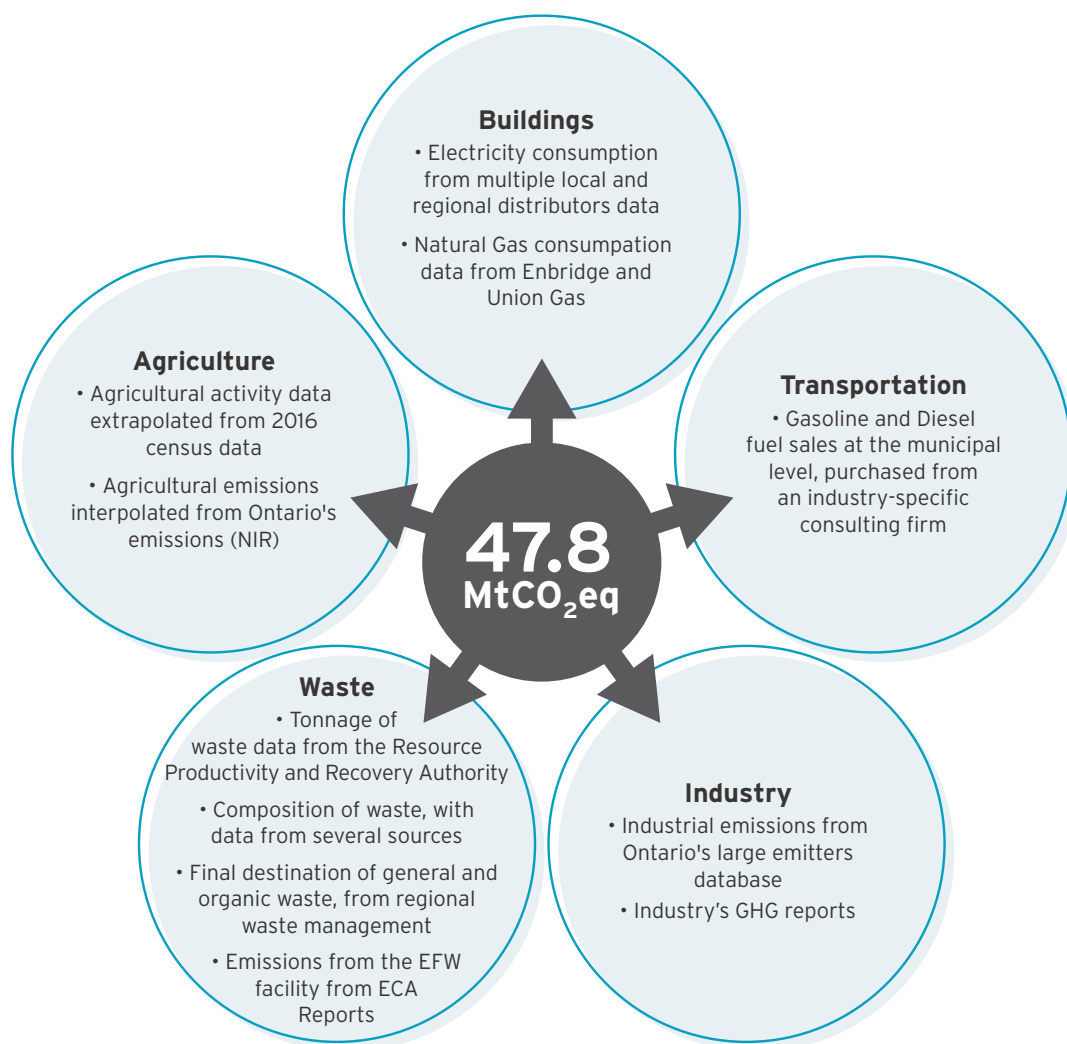 Buildings
• Electricity consumption
from multiple local and
regional distributors data
• Natural Gas consumpation
data from Enbridge and
Union Gas
Agriculture
• Agricultural activity data
extrapolated from 2016
census data
• Agricultural emissions
interpolated from Ontario's
emissions (NIR)
Transportation
• Gasoline and Diesel
fuel sales at the municipal
level, purchased from
an industry-specific
consulting firm
47.8
MtCO₂eq
Waste
• Tonnage of
waste data from the Resource
Productivity and Recovery Authority
• Composition of waste, with
data from several sources
• Final destination of general and
organic waste, from regional
waste management
• Emissions from the EFW
facility from ECA
Reports
Industry
• Industrial emissions from
Ontario's large emitters
database
• Industry’s GHG reports